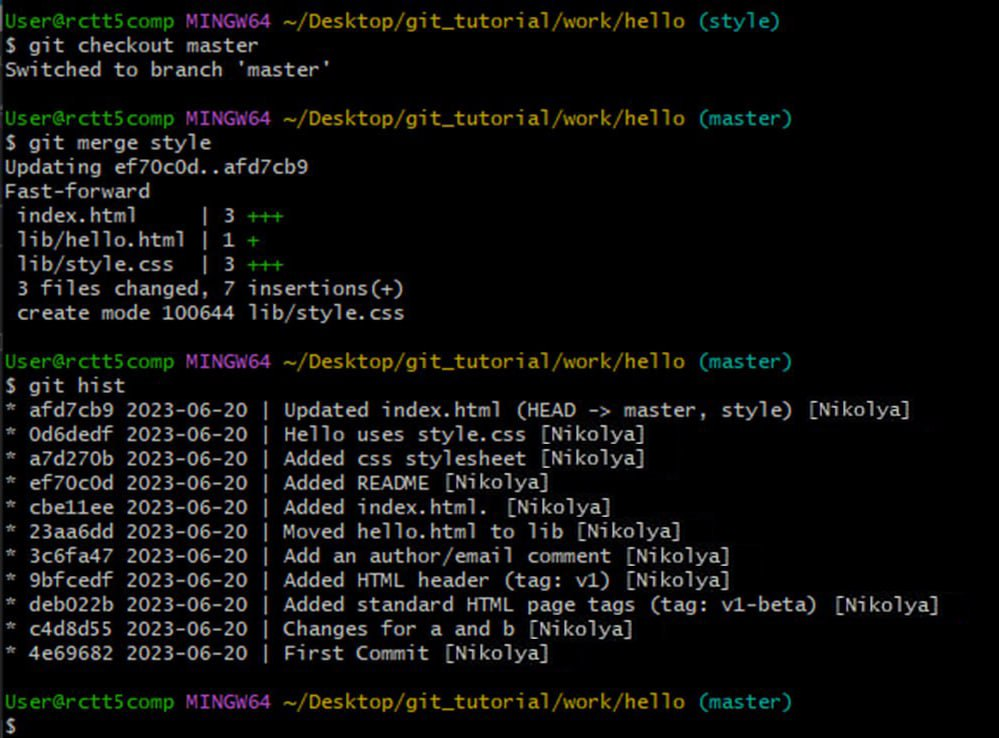 User@rctt5comp MINGW64 ~/Desktop/git_tutorial/work/hello (style)
$ git checkout master
Switched to branch 'master'

User@rctt5comp MINGW64 ~/Desktop/git_tutorial/work/hello (master)
$ git merge style
Updating ef70c0d..afd7cb9
Fast-forward
 index.html     | 3 +++
 lib/hello.html | 1 +
 lib/style.css  | 3 +++
 3 files changed, 7 insertions(+)
 create mode 100644 lib/style.css

User@rctt5comp MINGW64 ~/Desktop/git_tutorial/work/hello (master)
$ git hist
* afd7cb9 2023-06-20 | Updated index.html (HEAD -> master, style) [Nikolya]
* 0d6dedf 2023-06-20 | Hello uses style.css [Nikolya]
* a7d270b 2023-06-20 | Added css stylesheet [Nikolya]
* ef70c0d 2023-06-20 | Added README [Nikolya]
* cbe11ee 2023-06-20 | Added index.html. [Nikolya]
* 23aa6dd 2023-06-20 | Moved hello.html to lib [Nikolya]
* 3c6fa47 2023-06-20 | Add an author/email comment [Nikolya]
* 9bfcedf 2023-06-20 | Added HTML header (tag: v1) [Nikolya]
* deb022b 2023-06-20 | Added standard HTML page tags (tag: v1-beta) [Nikolya]
* c4d8d55 2023-06-20 | Changes for a and b [Nikolya]
* 4e69682 2023-06-20 | First Commit [Nikolya]

User@rctt5comp MINGW64 ~/Desktop/git_tutorial/work/hello (master)
$